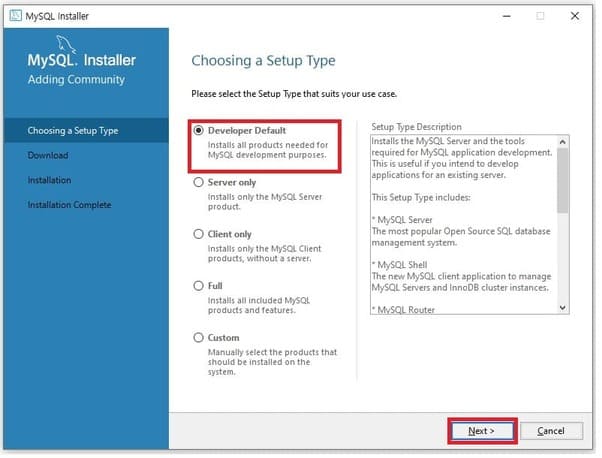 MySQL Installer
MySQL. Installer
Adding Community
Choosing a Setup Type
Download
Installation
Installation Complete
Choosing a Setup Type
Please select the Setup Type that suits your use case.
Developer Default
Installs all products needed for
MySQL development purposes.
Server only
Installs only the MySQL Server
product.
Client only
Installs only the MySQL Client
products, without a server.
Full
Installs all included MySQL
products and features.
Custom
Manually select the products that
should be installed on the
system.
Setup Type Description
Installs the MySQL Server and the tools
required for MySQL application development.
This is useful if you intend to develop
applications for an existing server.
This Setup Type includes:
* MySQL Server
The most popular Open Source SQL database
management system.
* MySQL Shell
The new MySQL client application to manage
MySQL Servers and InnoDB cluster instances.
* MySQL Router
Next >
Cancel